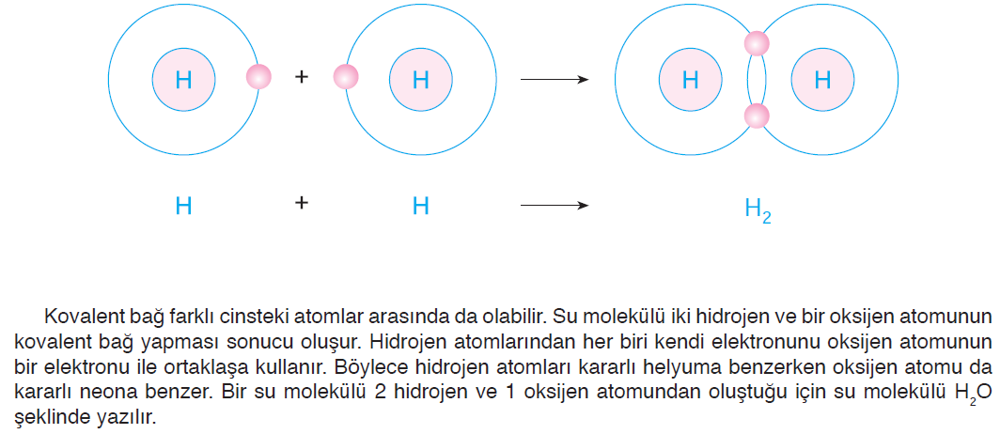 H + H H H
H + H H₂
Kovalent bağ farklı cinsteki atomlar arasında da olabilir. Su molekülü iki hidrojen ve bir oksijen atomunun
kovalent bağ yapması sonucu oluşur. Hidrojen atomlarından her biri kendi elektronunu oksijen atomunun
bir elektronu ile ortaklaşa kullanır. Böylece hidrojen atomları kararlı helyuma benzerken oksijen atomu da
kararlı neona benzer. Bir su molekülü 2 hidrojen ve 1 oksijen atomundan oluştuğu için su molekülü H₂O
şeklinde yazılır.